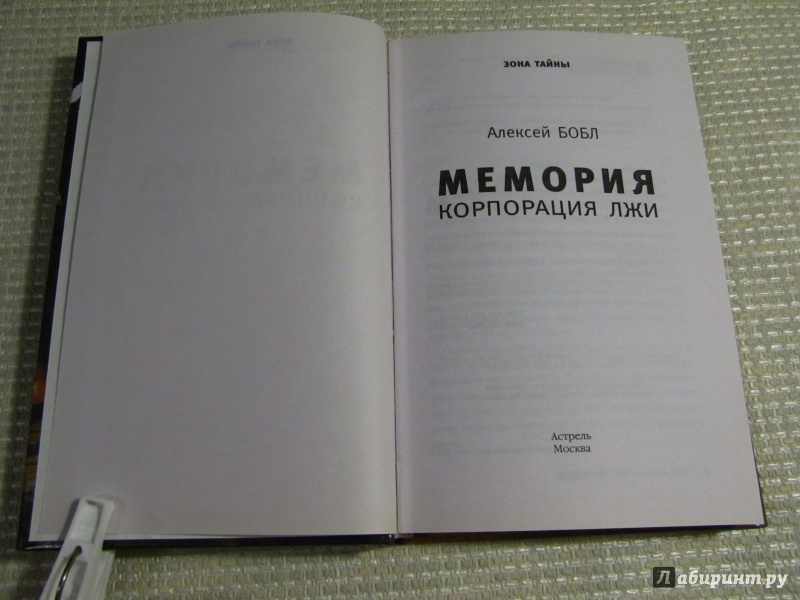 ЗОНА ТАЙНЫ
Алексей БОБЛ
МЕМОРИЯ
КОРПОРАЦИЯ ЛЖИ
Астрель
Москва
Лабиринт.ру